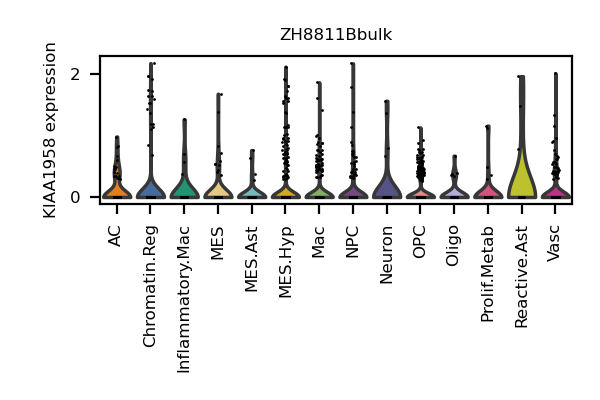 ZH8811Bbulk
KIAA1958 expression
2
0
AC
Chromatin.Reg
Inflammatory.Mac
MES
MES.Ast
MES.Hyp
Mac
NPC
Neuron
OPC
Oligo
Prolif.Metab
Reactive.Ast
Vasc